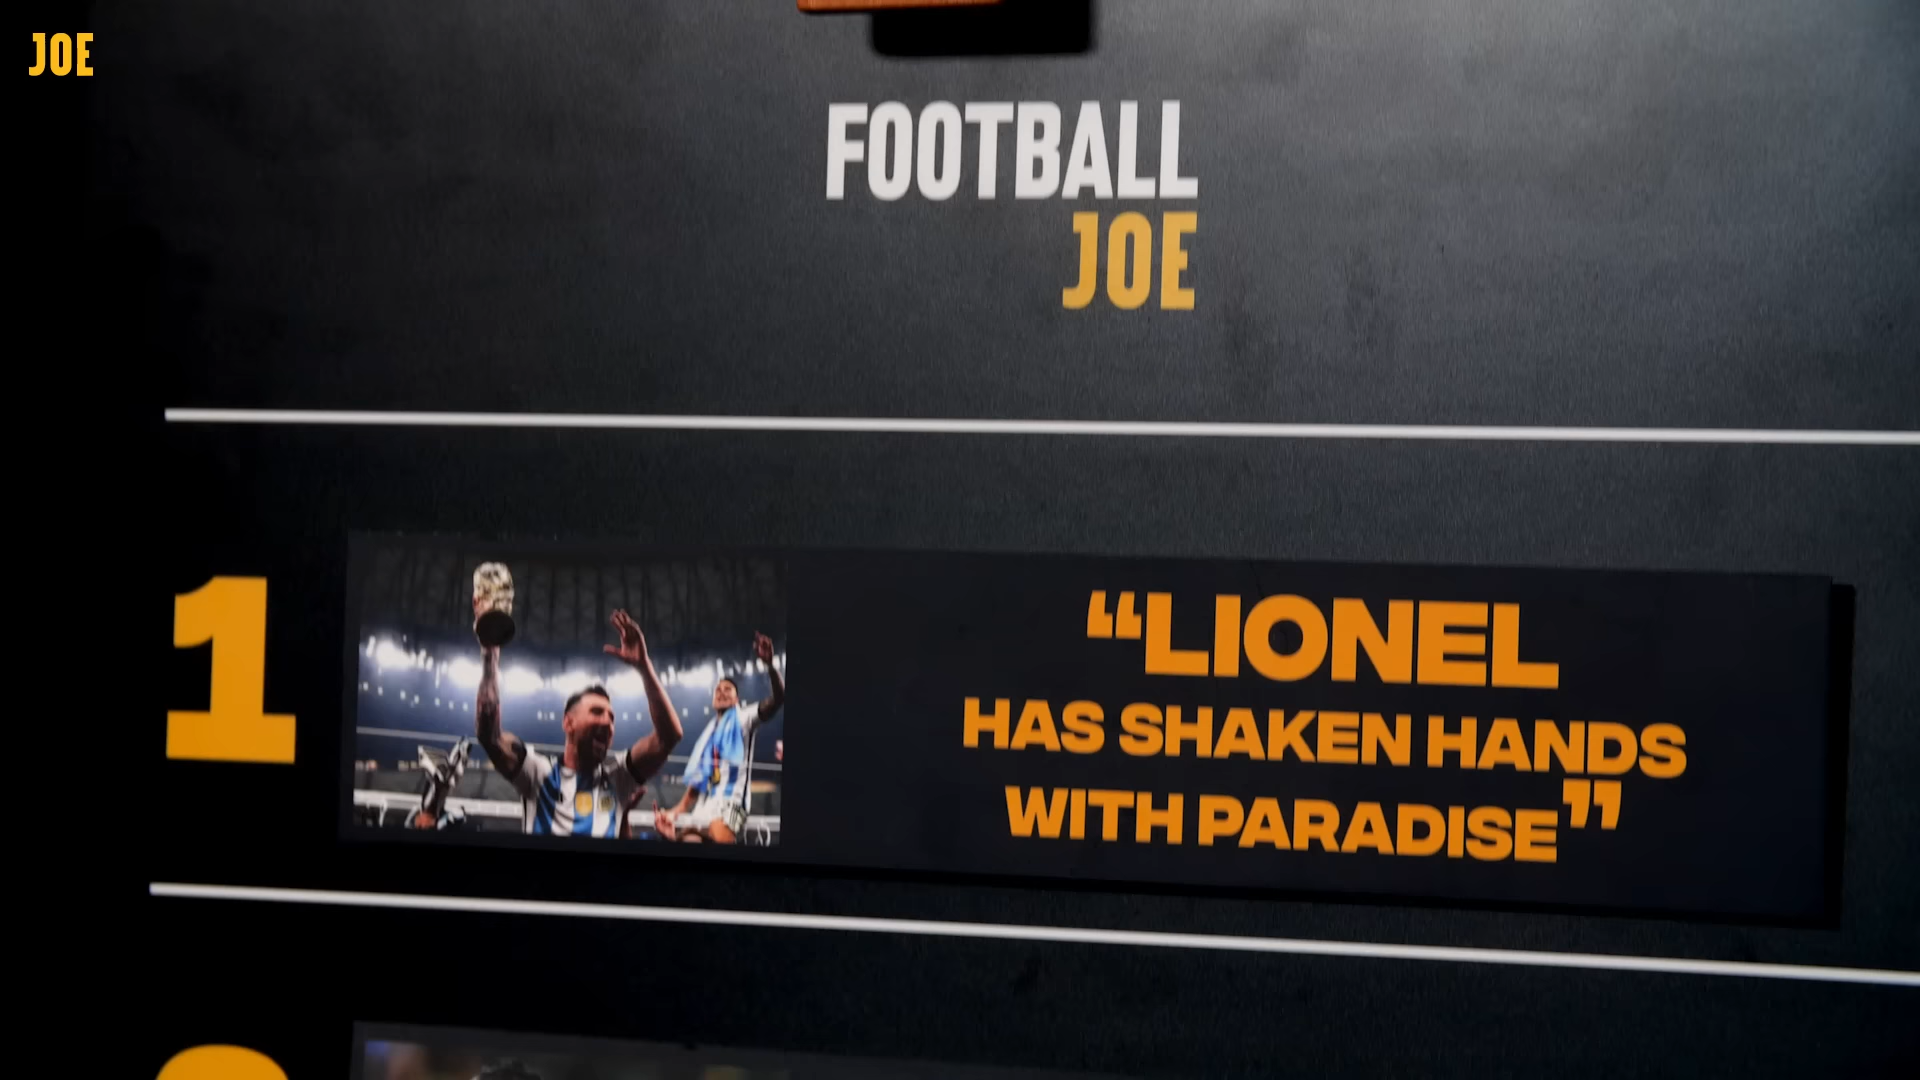 JOE
FOOTBALL
JOE
1
“LIONEL
HAS SHAKEN HANDS
WITH PARADISE”